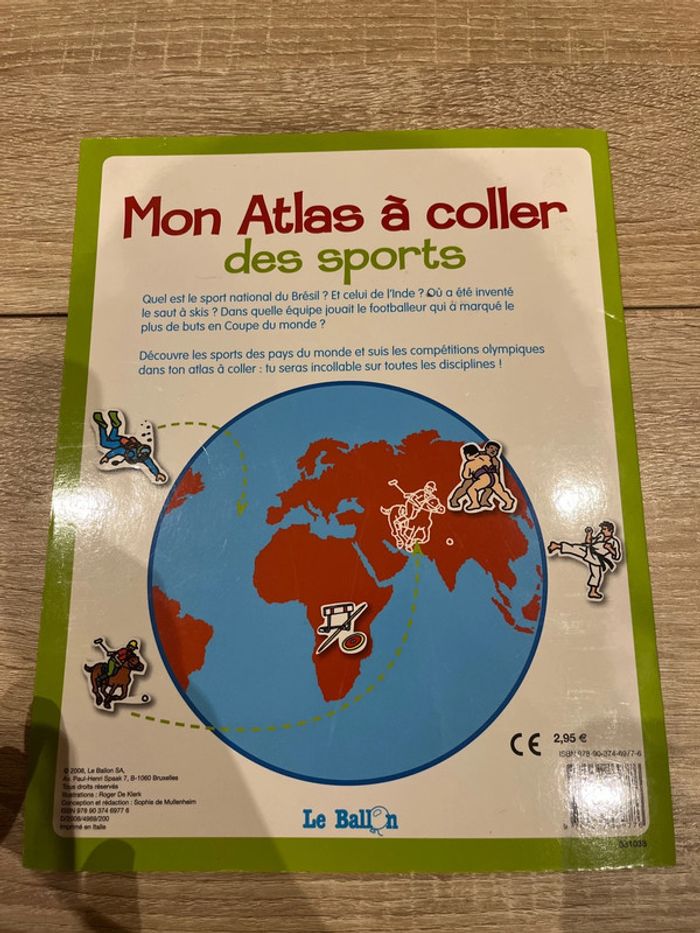 Mon Atlas à coller
des sports
Quel est le sport national du Brésil ? Et celui de l'Inde ? Où a été inventé
le saut à skis ? Dans quelle équipe jouait le footballeur qui a marqué le
plus de buts en Coupe du monde ?
Découvre les sports des pays du monde et suis les compétitions olympiques
dans ton atlas à coller : tu seras incollable sur toutes les disciplines !
CE 2,95 €
ISBN 978-90-374-6977-6
© 2008, Le Ballon SA,
Av. Paul-Henri Spaak 7, B-1060 Bruxelles
Tous droits réservés
Illustrations : Roger De Klerk
Conception et rédaction : Sophie de Mullenheim
ISBN 978 90 374 6977 6
D/2008/4969/200
Imprimé en Italie
Le Ballon
031038